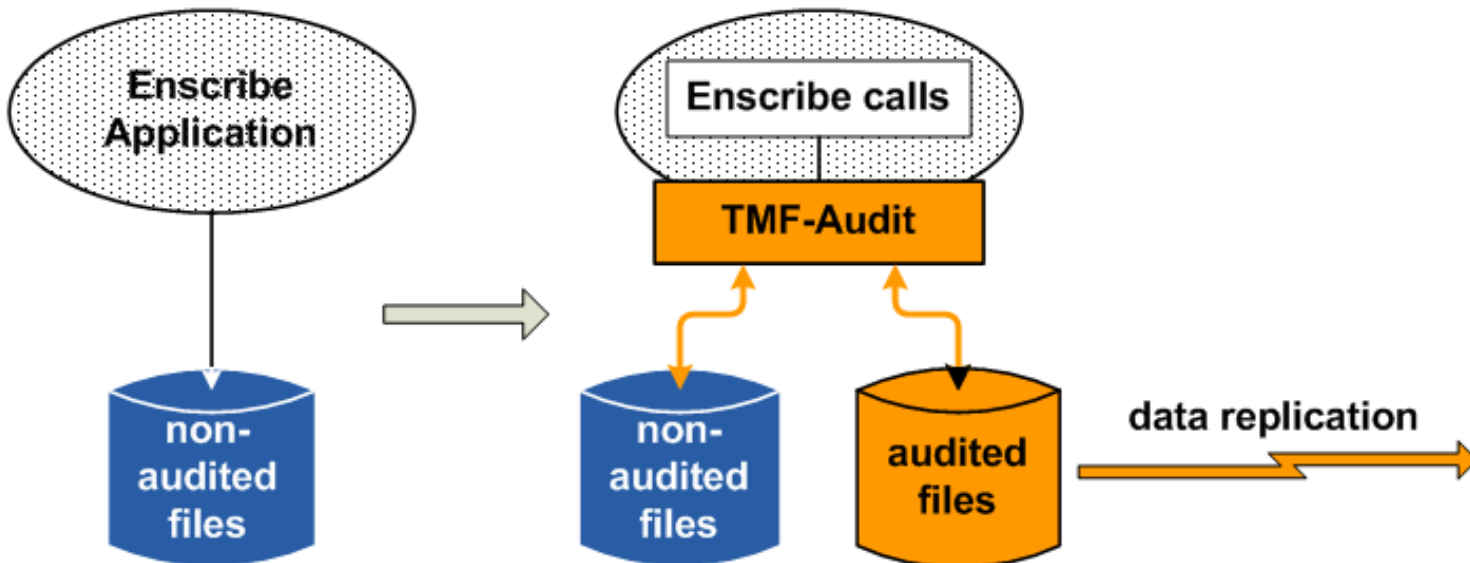 Enscribe
Application
non-
audited
files
Enscribe calls
TMF-Audit
non-
audited
files
audited
files
data replication